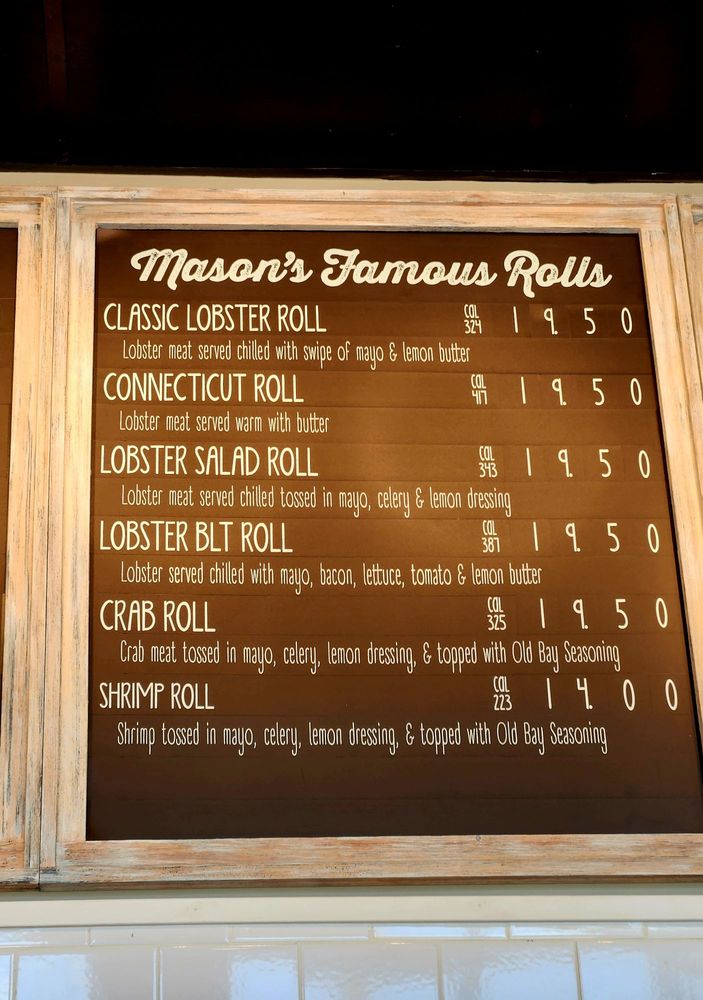 Mason's Famous Rolls
CLASSIC LOBSTER ROLL CAL 324 19.50
Lobster meat served chilled with swipe of mayo & lemon butter
CONNECTICUT ROLL CAL 417 19.50
Lobster meat served warm with butter
LOBSTER SALAD ROLL CAL 343 19.50
Lobster meat served chilled tossed in mayo, celery & lemon dressing
LOBSTER BLT ROLL CAL 387 19.50
Lobster served chilled with mayo, bacon, lettuce, tomato & lemon butter
CRAB ROLL CAL 325 19.50
Crab meat tossed in mayo, celery, lemon dressing, & topped with Old Bay Seasoning
SHRIMP ROLL CAL 223 14.00
Shrimp tossed in mayo, celery, lemon dressing, & topped with Old Bay Seasoning